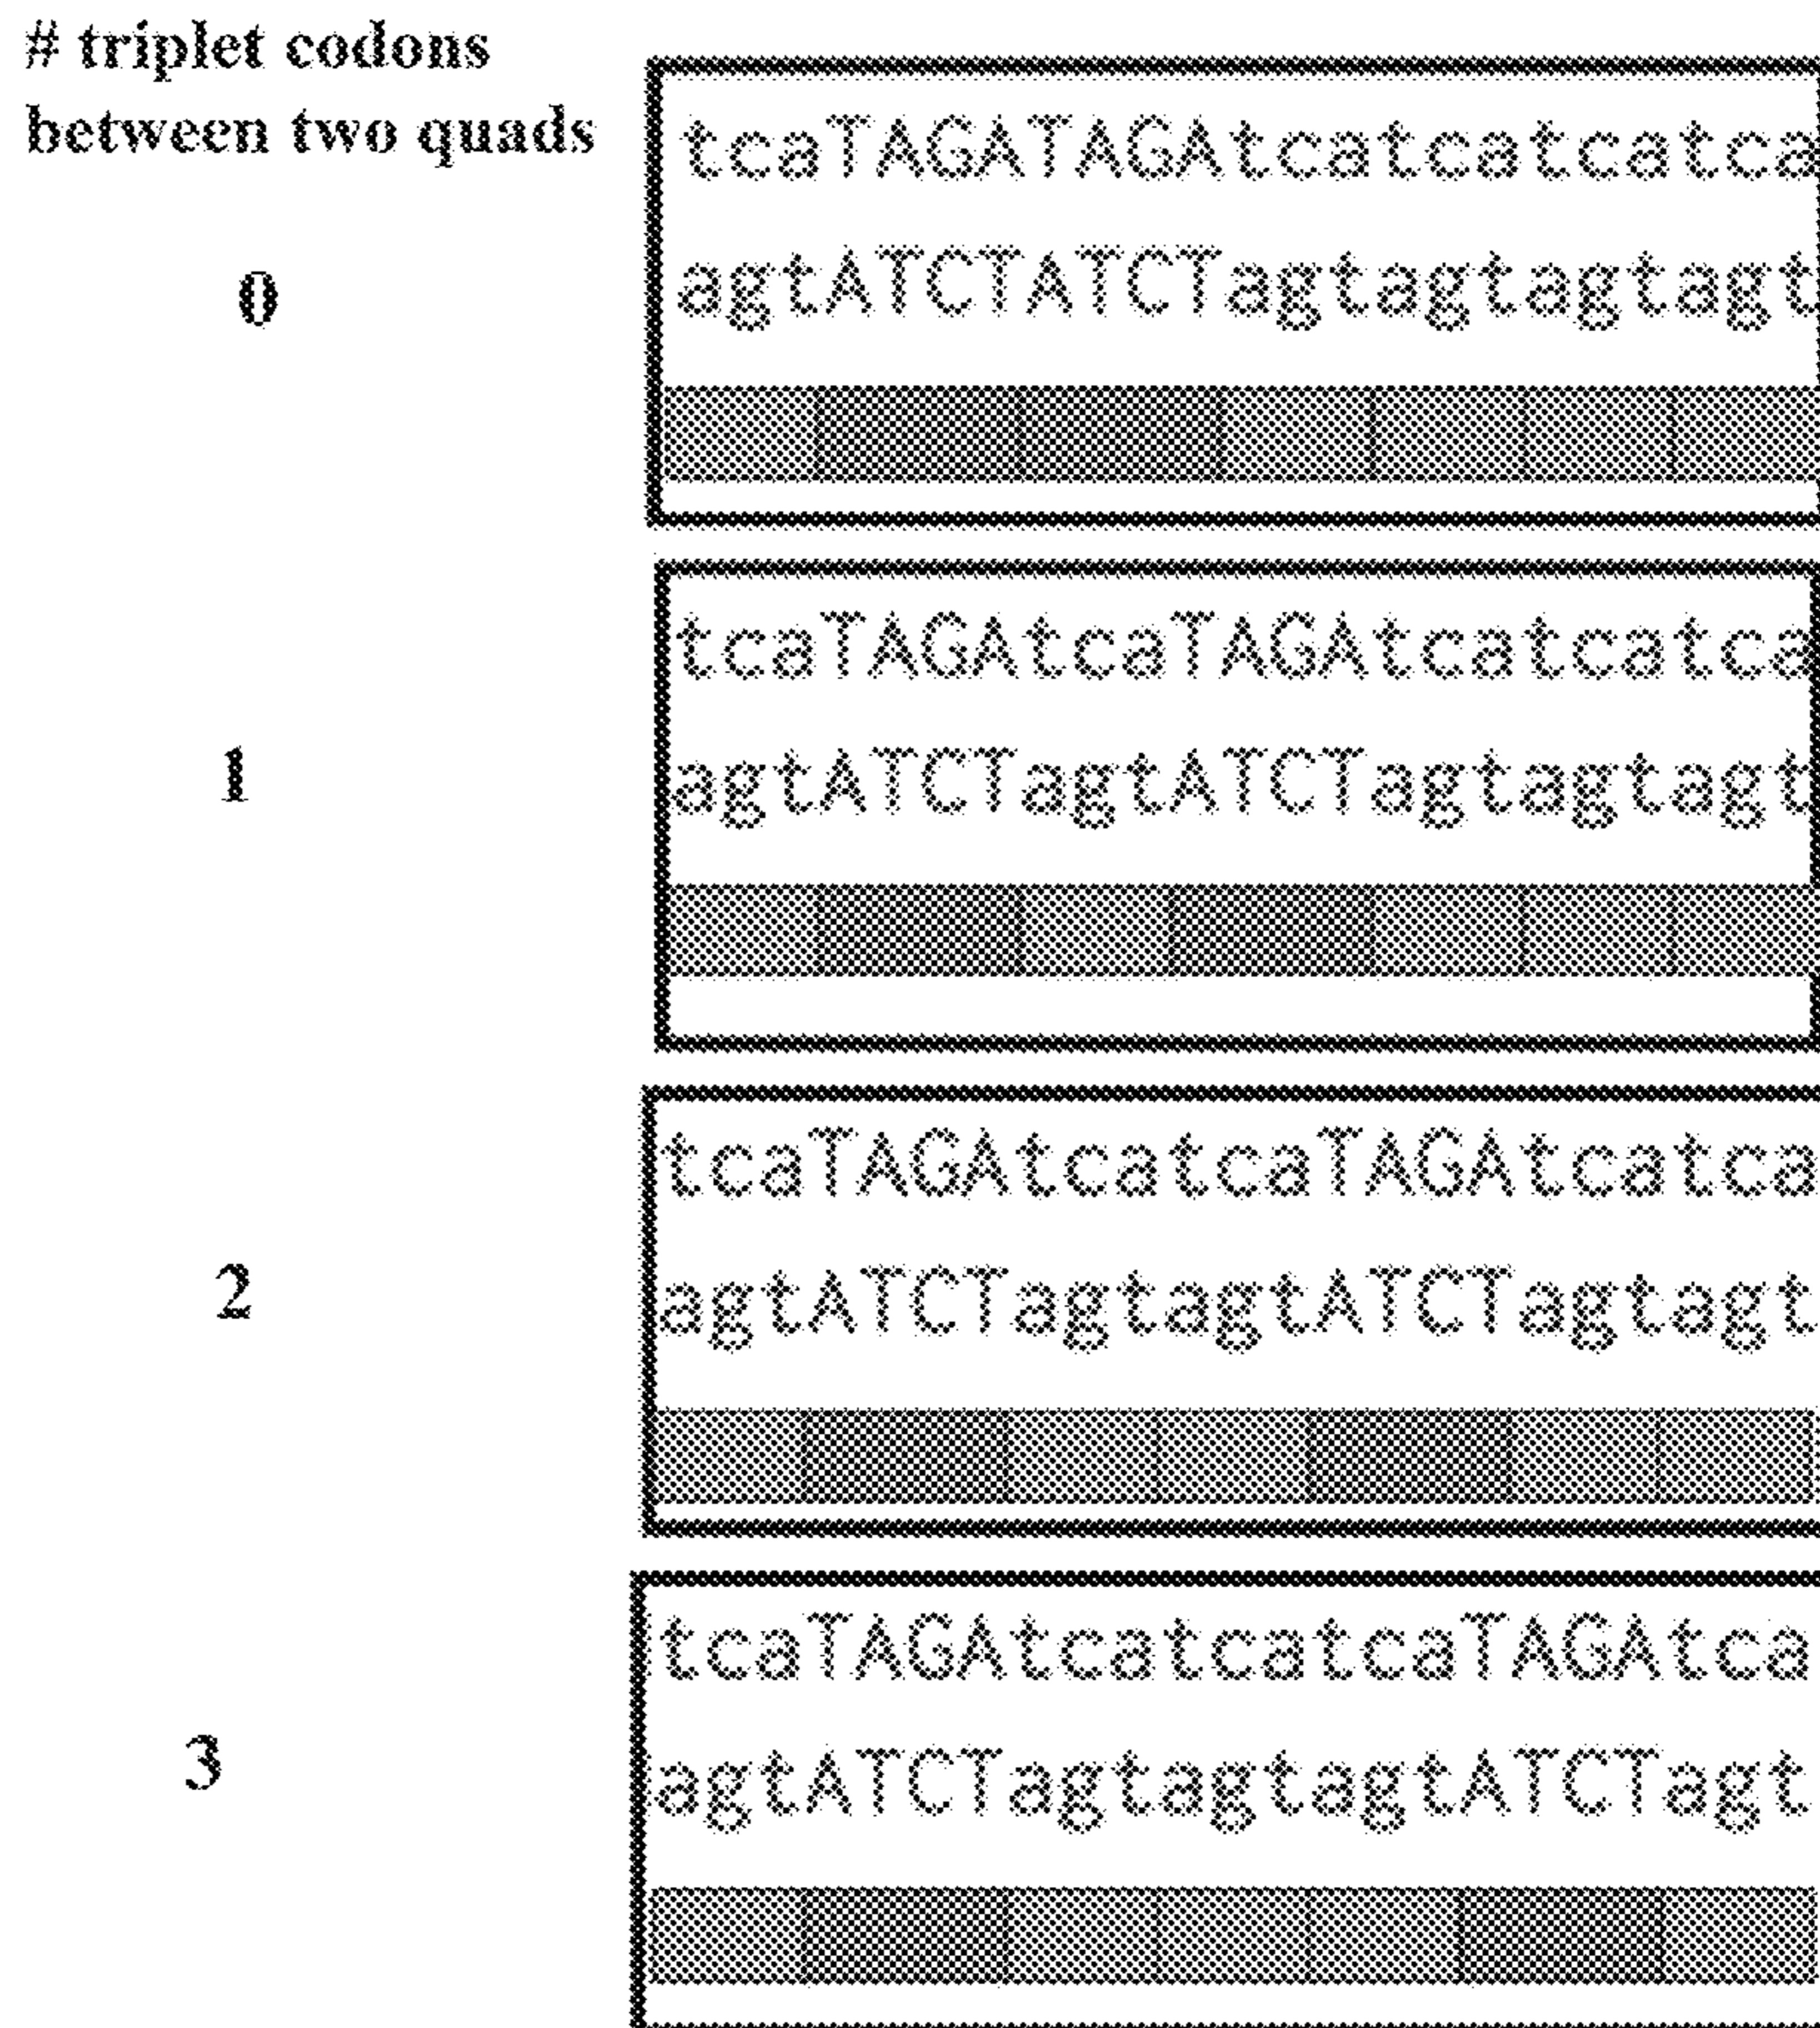 # triplet codons
between two quads
tcaTAGATAGAtcatcatcatca
agtATCTATCTagtagtagtagt
0
tcaTAGAtcaTAGAtcatcatca
agtATCTagtATCTagtagtagt
1
tcaTAGAtcatcaTAGAtcatca
agtATCTagtagtATCTagtagt
2
tcaTAGAtcatcatcaTAGAtca
agtATCTagtagtagtATCTagt
3